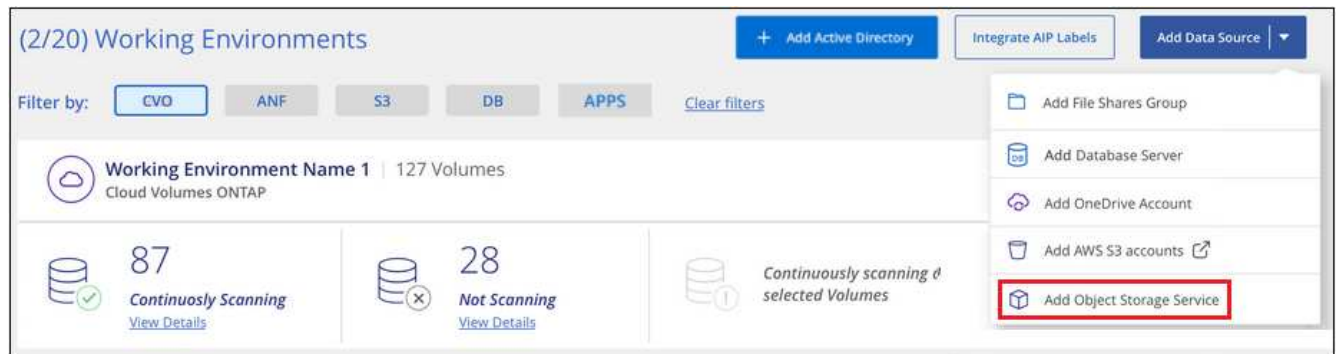 (2/20) Working Environments
+ Add Active Directory
Integrate AIP Labels
Add Data Source
Filter by:
CVO
ANF
S3
DB
APPS
Clear filters
Add File Shares Group
DB
Add Database Server
Working Environment Name 1 | 127 Volumes
Cloud Volumes ONTAP
Add OneDrive Account
Add AWS S3 accounts
87
Continuosly Scanning
View Details
28
Not Scanning
View Details
Continuously scanning
selected Volumes
Add Object Storage Service